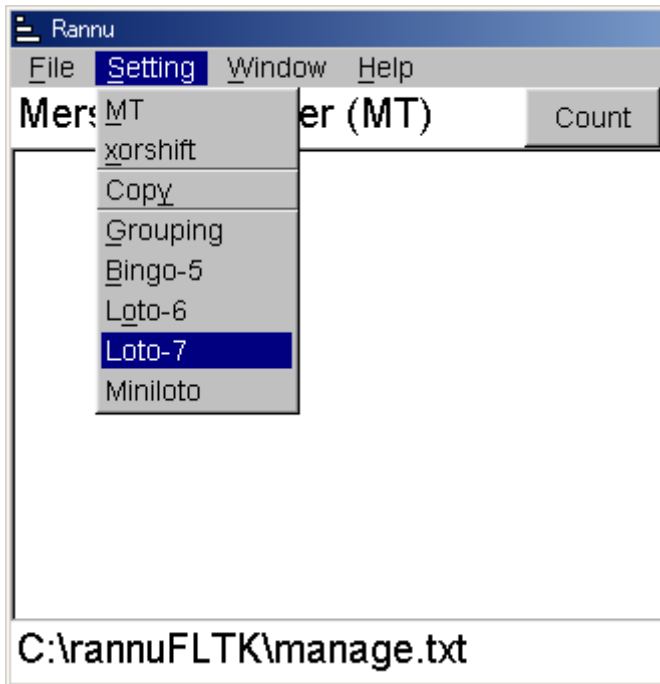 Rannu
File Setting Window Help
Mers er (MT) Count
MT
xorshift
Copy
Grouping
Bingo-5
Loto-6
Loto-7
Miniloto
C:\rannuFLTK\manage.txt